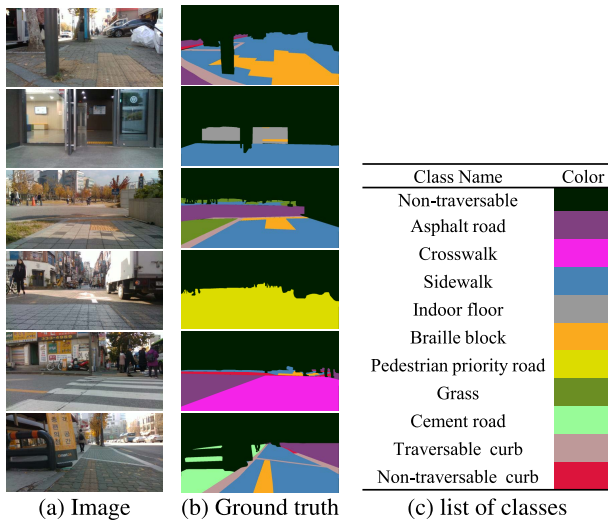 Class Name Color
Non-traversable
Asphalt road
Crosswalk
Sidewalk
Indoor floor
Braille block
Pedestrian priority road
Grass
Cement road
Traversable curb
Non-traversable curb
(a) Image (b) Ground truth (c) list of classes